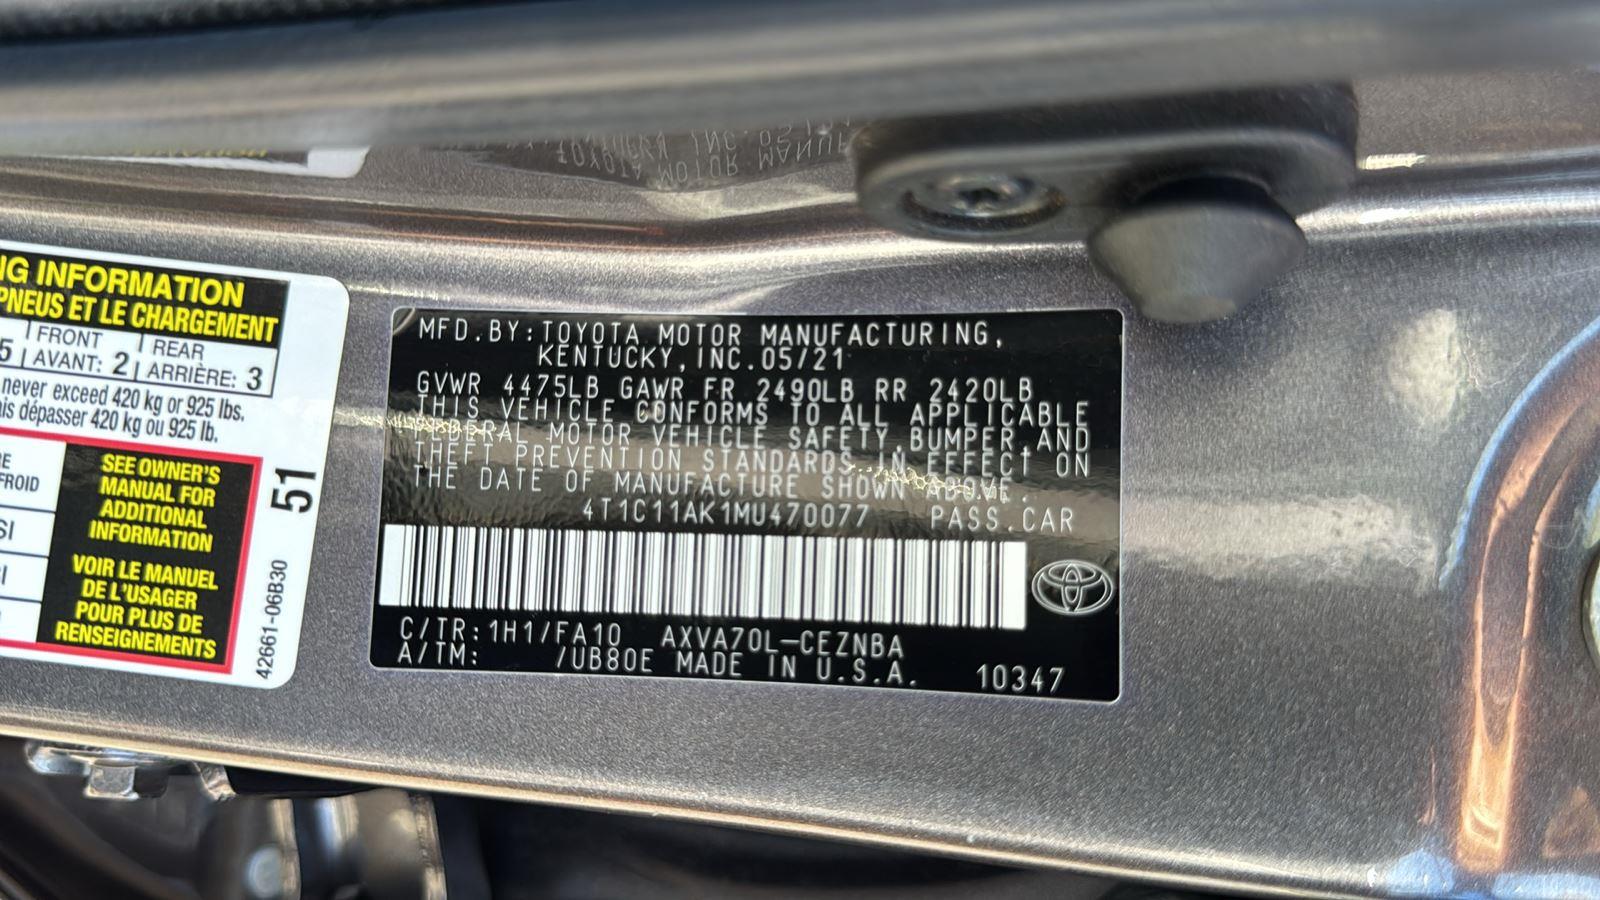 NG INFORMATION
PNEUS ET LE CHARGEMENT
5 FRONT AVANT: 2 REAR ARRIÈRE: 3
never exceed 420 kg or 925 lbs.
dépasser 420 kg ou 925 lb.
FROID
SEE OWNER'S
MANUAL FOR
ADDITIONAL
INFORMATION
VOIR LE MANUEL
DE L'USAGER
POUR PLUS DE
RENSEIGNEMENTS
51
42661-06B30
MFD.BY:TOYOTA MOTOR MANUFACTURING,
KENTUCKY,INC.05/21
GVWR 4475LB GAWR FR 2490LB RR 2420LB
THIS VEHICLE CONFORMS TO ALL APPLICABLE
FEDERAL MOTOR VEHICLE SAFETY,BUMPER,AND
THEFT PREVENTION STANDARDS IN EFFECT ON
THE DATE OF MANUFACTURE SHOWN ABOVE.
4T1C11AK1MU470077 PASS.CAR
C/TR:1H1/FA10 AXVA70L-CEZNBA
A/TM: /UB80E MADE IN U.S.A. 10347